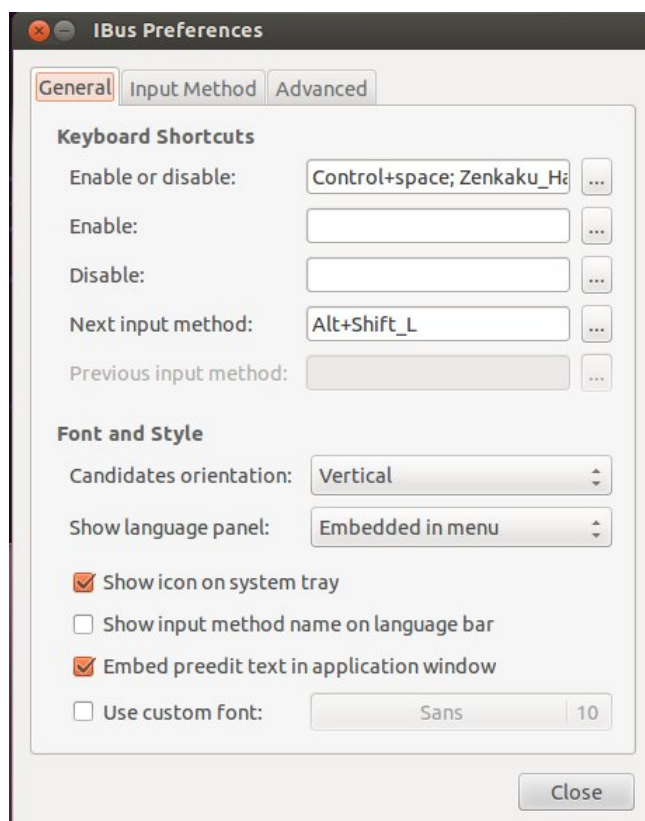 IBus Preferences
General Input Method Advanced
Keyboard Shortcuts
Enable or disable: Control+space; Zenkaku_Ha ...
Enable: ...
Disable: ...
Next input method: Alt+Shift_L ...
Previous input method: ...
Font and Style
Candidates orientation: Vertical
Show language panel: Embedded in menu
Show icon on system tray
Show input method name on language bar
Embed preedit text in application window
Use custom font: Sans 10
Close